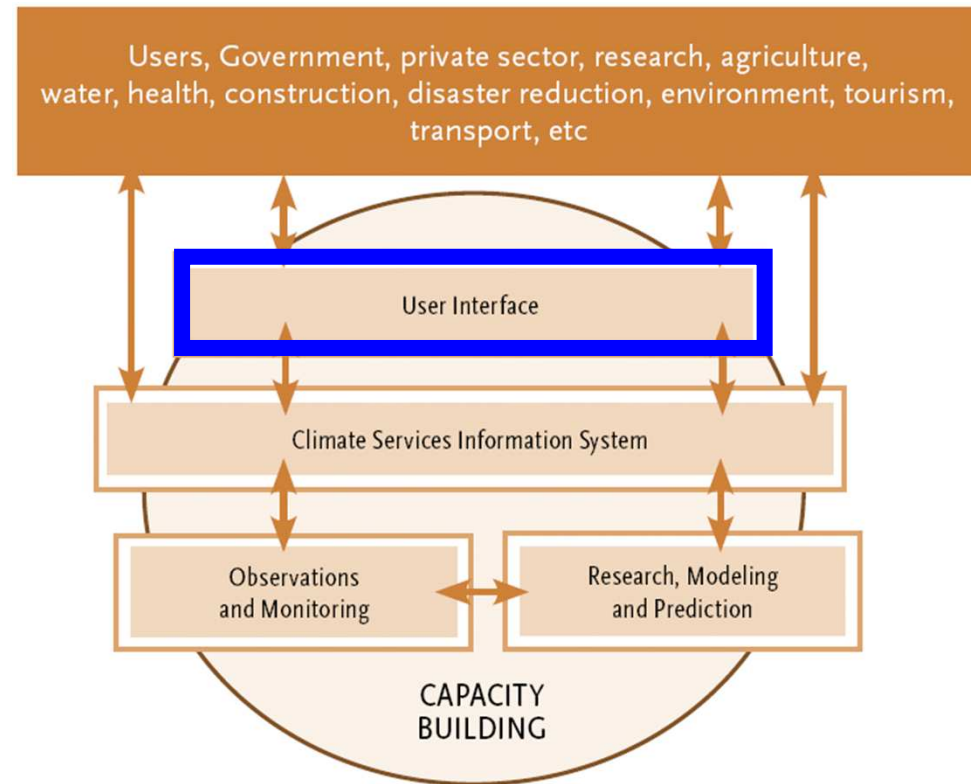 Users, Government, private sector, research, agriculture,
water, health, construction, disaster reduction, environment, tourism,
transport, etc
User Interface
Climate Services Information System
Observations
and Monitoring
Research, Modeling
and Prediction
CAPACITY
BUILDING